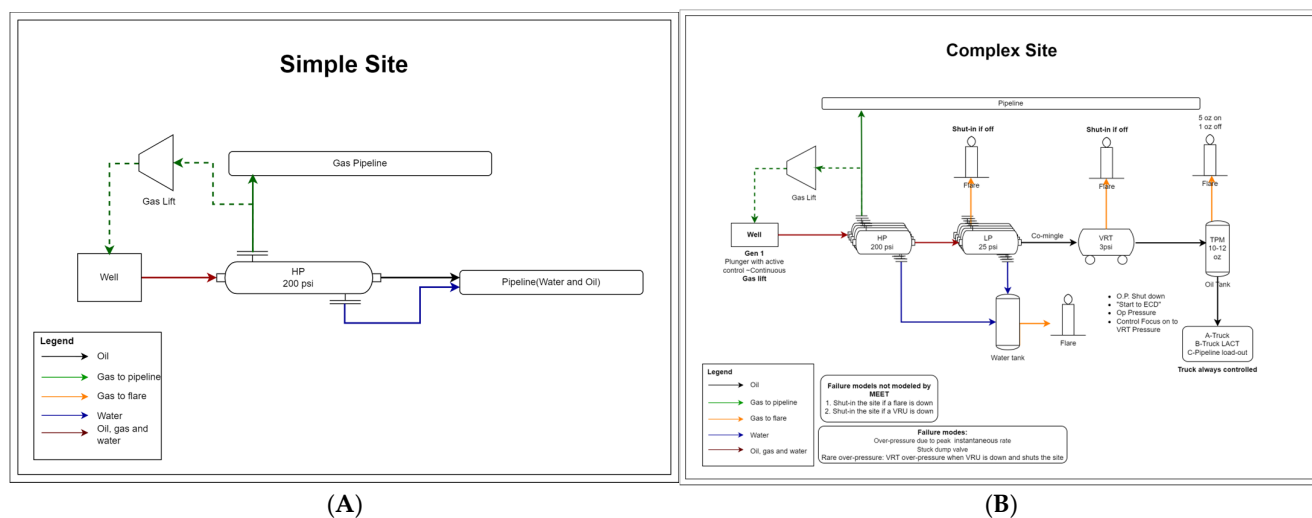 Simple Site
Gas Pipeline
Gas Lift
Well
HP
200 psi
Pipeline(Water and Oil)
Legend
Oil
Gas to pipeline
Gas to flare
Water
Oil, gas and
water
(A)
Complex Site
Pipeline
Shut-in if off
Shut-in if off
5 oz on
1 oz off
Gas Lift
Flare
Flare
Flare
Well
Gen 1
Plunger with active
control ~Continuous
Gas lift
HP
200 psi
LP
25 psi
Co-mingle
VRT
3psi
TPM
10-12
oz
Oil Tank
Water tank
Flare
• O.P. Shut down
• "Start to ECD"
• Op Pressure
• Control Focus on to
VRT Pressure
A-Truck
B-Truck LACT
C-Pipeline load-out
Truck always controlled
Legend
Oil
Gas to pipeline
Gas to flare
Water
Oil, gas and water
Failure models not modeled by
MEET
1. Shut-in the site if a flare is down
2. Shut-in the site if a VRU is down
Failure modes:
Over-pressure due to peak instantaneous rate
Stuck dump valve
Rare over-pressure: VRT over-pressure when VRU is down and shuts the site
(B)